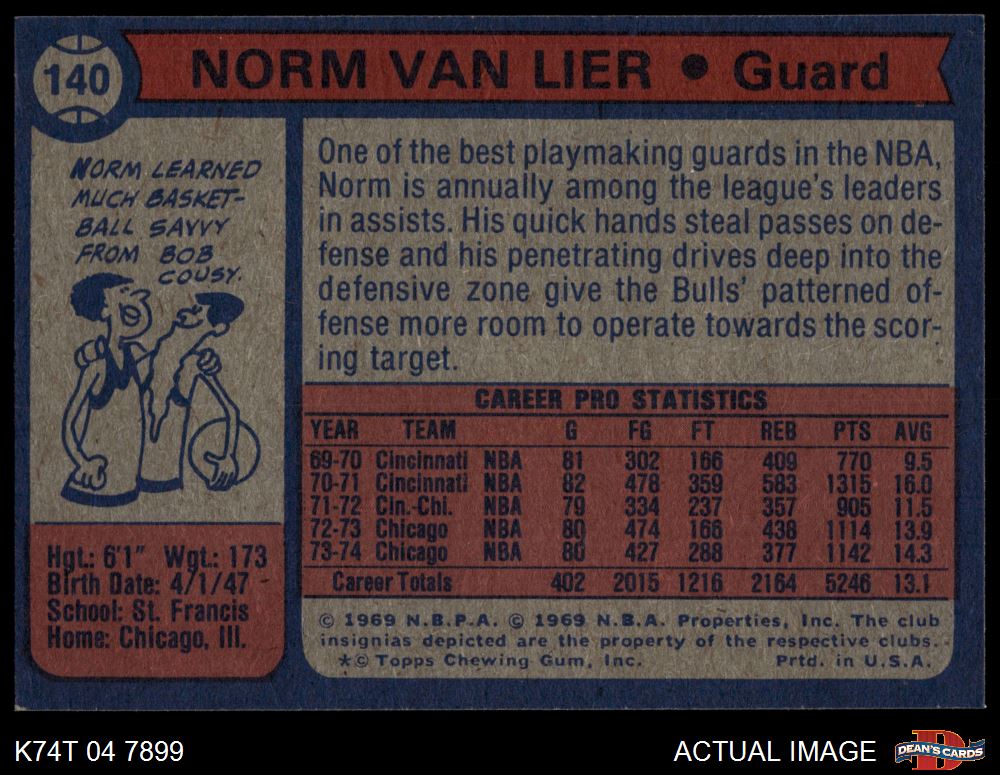 140
NORM VAN LIER • Guard
NORM LEARNED
MUCH BASKET-
BALL SAVVY
FROM BOB
COUSY.
One of the best playmaking guards in the NBA,
Norm is annually among the league's leaders
in assists. His quick hands steal passes on de-
fense and his penetrating drives deep into the
defensive zone give the Bulls' patterned of-
fense more room to operate towards the scor-
ing target.
Hgt.: 6'1" Wgt.: 173
Birth Date: 4/1/47
School: St. Francis
Home: Chicago, Ill.
CAREER PRO STATISTICS
YEAR TEAM G FG FT REB PTS AVG
69-70 Cincinnati NBA 81 302 166 409 770 9.5
70-71 Cincinnati NBA 82 478 359 583 1315 16.0
71-72 Cin.-Chi. NBA 79 334 237 357 905 11.5
72-73 Chicago NBA 80 474 166 438 1114 13.9
73-74 Chicago NBA 80 427 288 377 1142 14.3
Career Totals 402 2015 1216 2164 5246 13.1
© 1969 N.B.P.A. © 1969 N.B.A. Properties, Inc. The club
insignias depicted are the property of the respective clubs.
*© Topps Chewing Gum, Inc. Prtd. in U.S.A.
K74T 04 7899
ACTUAL IMAGE
DEAN'S CARDS